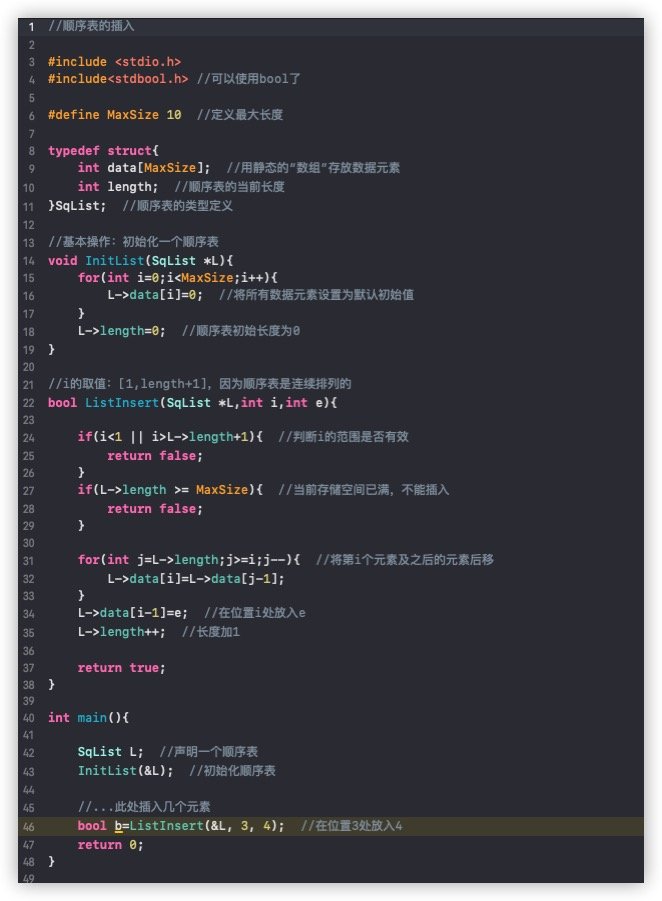 1 //顺序表的插入
2
3 #include <stdio.h>
4 #include<stdbool.h> //可以使用bool了
5
6 #define MaxSize 10  //定义最大长度
7
8 typedef struct{
9     int data[MaxSize];  //用静态的“数组”存放数据元素
10     int length;  //顺序表的当前长度
11 }SqList;  //顺序表的类型定义
12
13 //基本操作：初始化一个顺序表
14 void InitList(SqList *L){
15     for(int i=0;i<MaxSize;i++){
16         L->data[i]=0;  //将所有数据元素设置为默认初始值
17     }
18     L->length=0;  //顺序表初始长度为0
19 }
20
21 //i的取值：[1,length+1]，因为顺序表是连续排列的
22 bool ListInsert(SqList *L,int i,int e){
23
24     if(i<1 || i>L->length+1){  //判断i的范围是否有效
25         return false;
26     }
27     if(L->length >= MaxSize){  //当前存储空间已满，不能插入
28         return false;
29     }
30
31     for(int j=L->length;j>=i;j--){  //将第i个元素及之后的元素后移
32         L->data[i]=L->data[j-1];
33     }
34     L->data[i-1]=e;  //在位置i处放入e
35     L->length++;  //长度加1
36
37     return true;
38 }
39
40 int main(){
41
42     SqList L;  //声明一个顺序表
43     InitList(&L);  //初始化顺序表
44
45     //...此处插入几个元素
46     bool b=ListInsert(&L, 3, 4);  //在位置3处放入4
47     return 0;
48 }
49